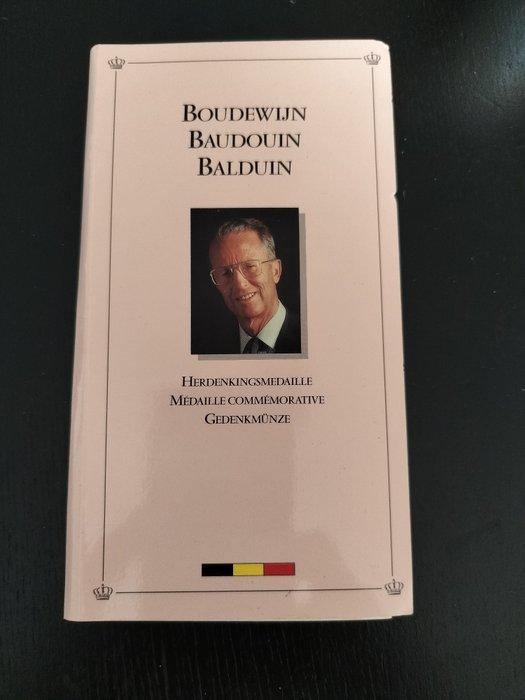 BOUDEWIJN
BAUDOUIN
BALDUIN
HERDENKINGSMEDAILLE
MÉDAILLE COMMÉMORATIVE
GEDENKMÜNZE